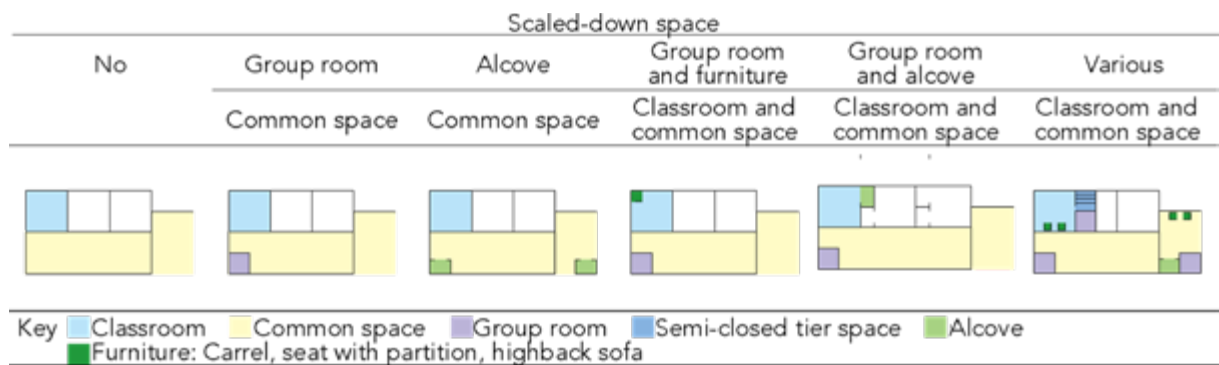 Scaled-down space
No
Group room
Alcove
Group room
and furniture
Group room
and alcove
Various
Common space
Common space
Classroom and
common space
Classroom and
common space
Classroom and
common space
Key Classroom Common space Group room Semi-closed tier space Alcove
Furniture: Carrel, seat with partition, highback sofa